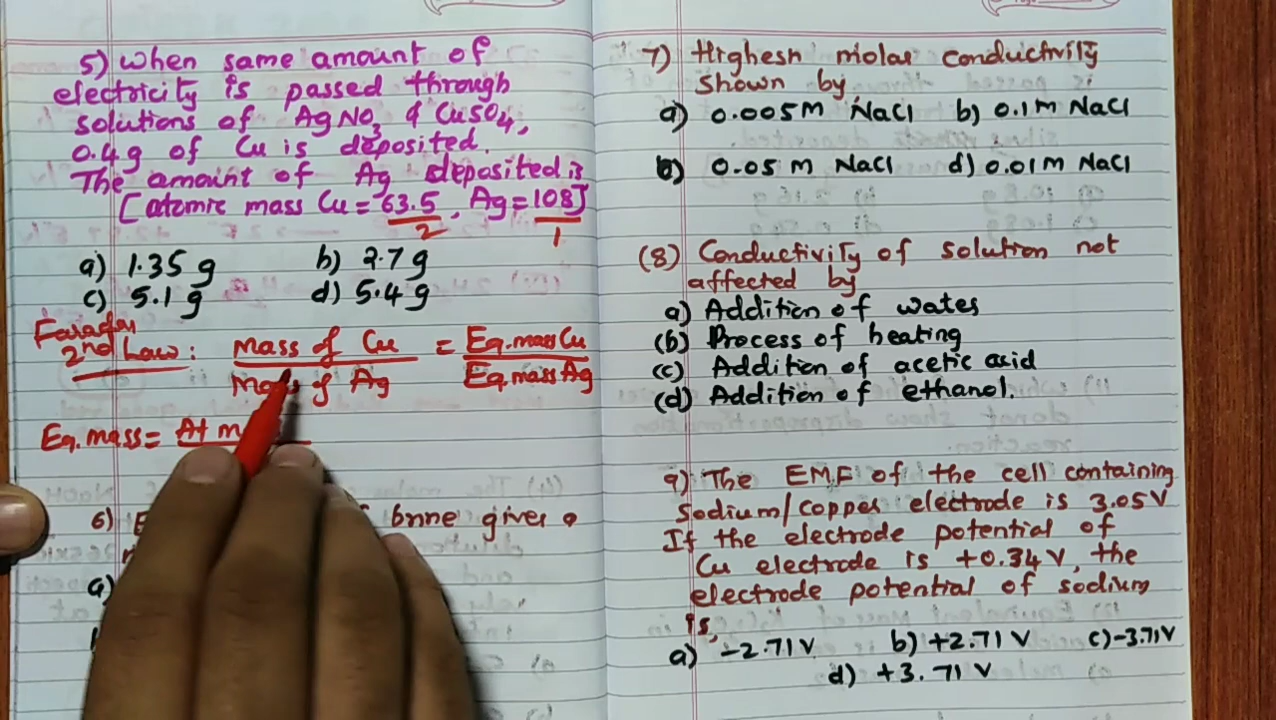 5) When same amount of
electricity is passed through
solutions of AgNO3 & CuSO4,
0.4g of Cu is deposited.
The amount of Ag deposited is
[atomic mass Cu = 63.5, Ag = 108]
2 1
a) 1.35 g b) 2.7 g
c) 5.1 g d) 5.4 g
Faraday
2nd Law: Mass of Cu = Eq. mass Cu
Mass of Ag Eq. mass Ag
Eq. mass = At
6) brine gives a
a)
7) Highesh molar conductivity
shown by,
a) 0.005M NaCl b) 0.1M NaCl
0.05 M NaCl d) 0.01M NaCl
(8) Conductivity of solution not
affected by
a) Addition of wates
(b) Process of heating
(c) Addition of acetic acid
(d) Addition of ethanol.
9) The EMF of the cell containing
Sodium/coppes electrode is 3.05V
If the electrode potential of
Cu electrode is +0.34V, the
electrode potential of sodium
is,
a) -2.71V b) +2.71V c) -3.71V
d) +3.71 V